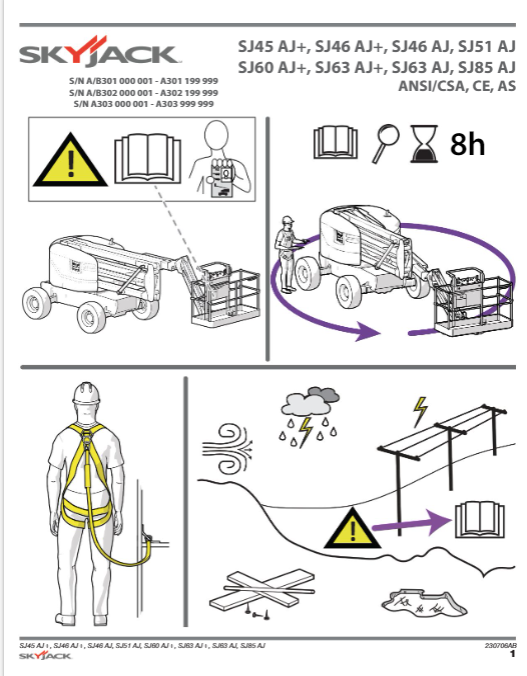 SKYJACK
SJ45 AJ+, SJ46 AJ+, SJ46 AJ, SJ51 AJ
SJ60 AJ+, SJ63 AJ+, SJ63 AJ, SJ85 AJ
ANSI/CSA, CE, AS
S/N A/B301 000 001 - A301 199 999
S/N A/B302 000 001 - A302 199 999
S/N A303 000 001 - A303 999 999
8h
SJ45 AJ+, SJ46 AJ+, SJ46 AJ, SJ51 AJ, SJ60 AJ+, SJ63 AJ+, SJ63 AJ, SJ85 AJ
230706AB
SKYJACK
1